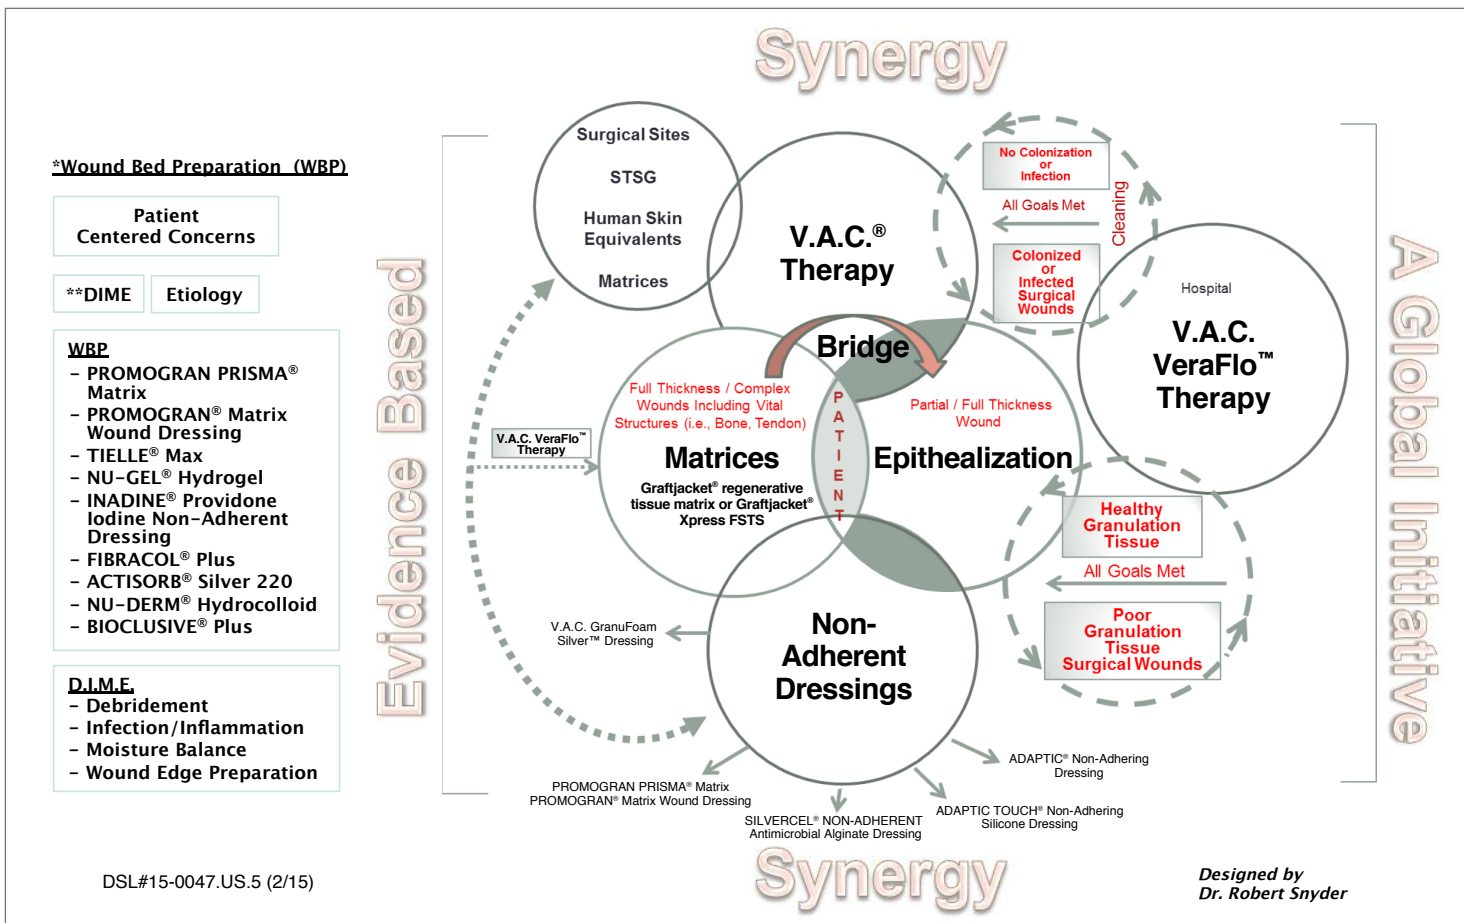 Synergy
*Wound Bed Preparation  (WBP)
Patient
Centered Concerns
**DIME
Etiology
WBP
– PROMOGRAN PRISMA®
Matrix
– PROMOGRAN® Matrix
Wound Dressing
– TIELLE® Max
– NU-GEL® Hydrogel
– INADINE® Providone
Iodine Non-Adherent
Dressing
– FIBRACOL® Plus
– ACTISORB® Silver 220
– NU-DERM® Hydrocolloid
– BIOCLUSIVE® Plus
D.I.M.E.
– Debridement
– Infection/Inflammation
– Moisture Balance
– Wound Edge Preparation
Evidence Based
Surgical Sites
STSG
Human Skin
Equivalents
Matrices
V.A.C.®
Therapy
No Colonization
or
Infection
All Goals Met
Cleaning
Colonized
or
Infected
Surgical
Wounds
Hospital
V.A.C.
VeraFlo™
Therapy
Bridge
Full Thickness / Complex
Wounds Including Vital
Structures (i.e., Bone, Tendon)
Matrices
Graftjacket® regenerative
tissue matrix or Graftjacket®
Xpress FSTS
V.A.C. VeraFlo™
Therapy
PATIENT
Partial / Full Thickness
Wound
Epithealization
Healthy
Granulation
Tissue
All Goals Met
Poor
Granulation
Tissue
Surgical Wounds
Non-
Adherent
Dressings
V.A.C. GranuFoam
Silver™ Dressing
PROMOGRAN PRISMA® Matrix
PROMOGRAN® Matrix Wound Dressing
SILVERCEL® NON-ADHERENT
Antimicrobial Alginate Dressing
ADAPTIC TOUCH® Non-Adhering
Silicone Dressing
ADAPTIC® Non-Adhering
Dressing
A Global Initiative
Synergy
DSL#15-0047.US.5 (2/15)
Designed by
Dr. Robert Snyder